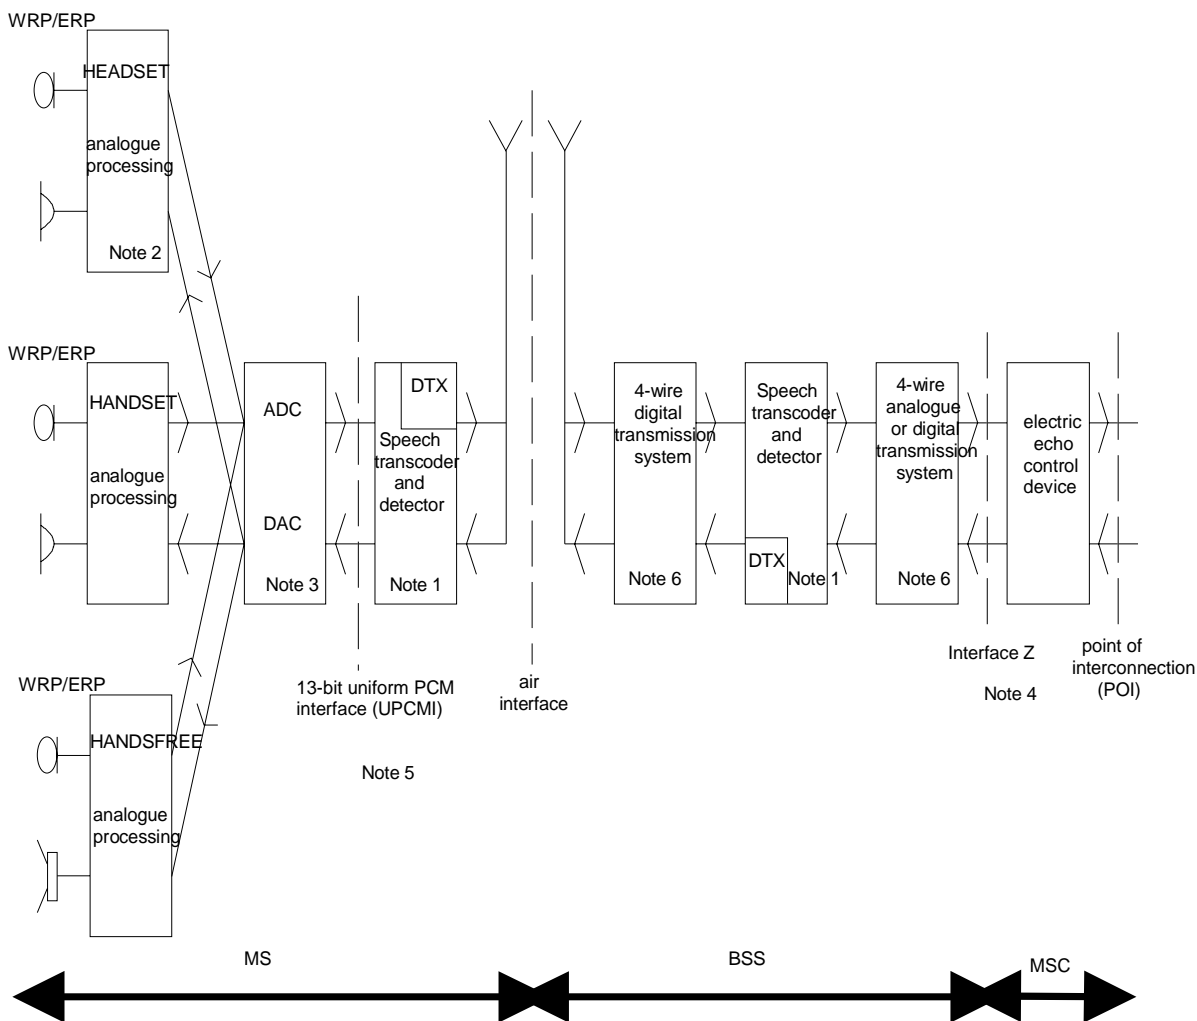 WRP/ERP
HEADSET
analogue
processing
Note 2
WRP/ERP
HANDSET
analogue
processing
WRP/ERP
HANDSFREE
analogue
processing
ADC
DAC
Note 3
13-bit uniform PCM
interface (UPCMI)
Note 5
DTX
Speech
transcoder
and
detector
Note 1
air
interface
4-wire
digital
transmission
system
Note 6
Speech
transcoder
and
detector
DTX
Note 1
4-wire
analogue
or digital
transmission
system
Note 6
Interface Z
Note 4
electric
echo
control
device
point of
interconnection
(POI)
MS
BSS
MSC